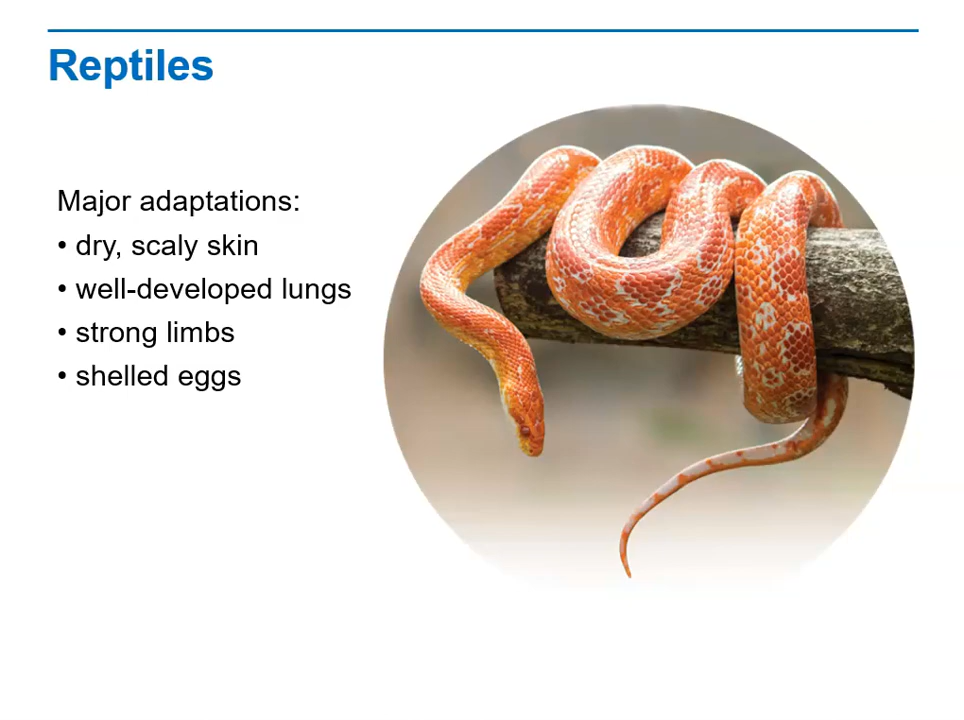 Reptiles
Major adaptations:
• dry, scaly skin
• well-developed lungs
• strong limbs
• shelled eggs